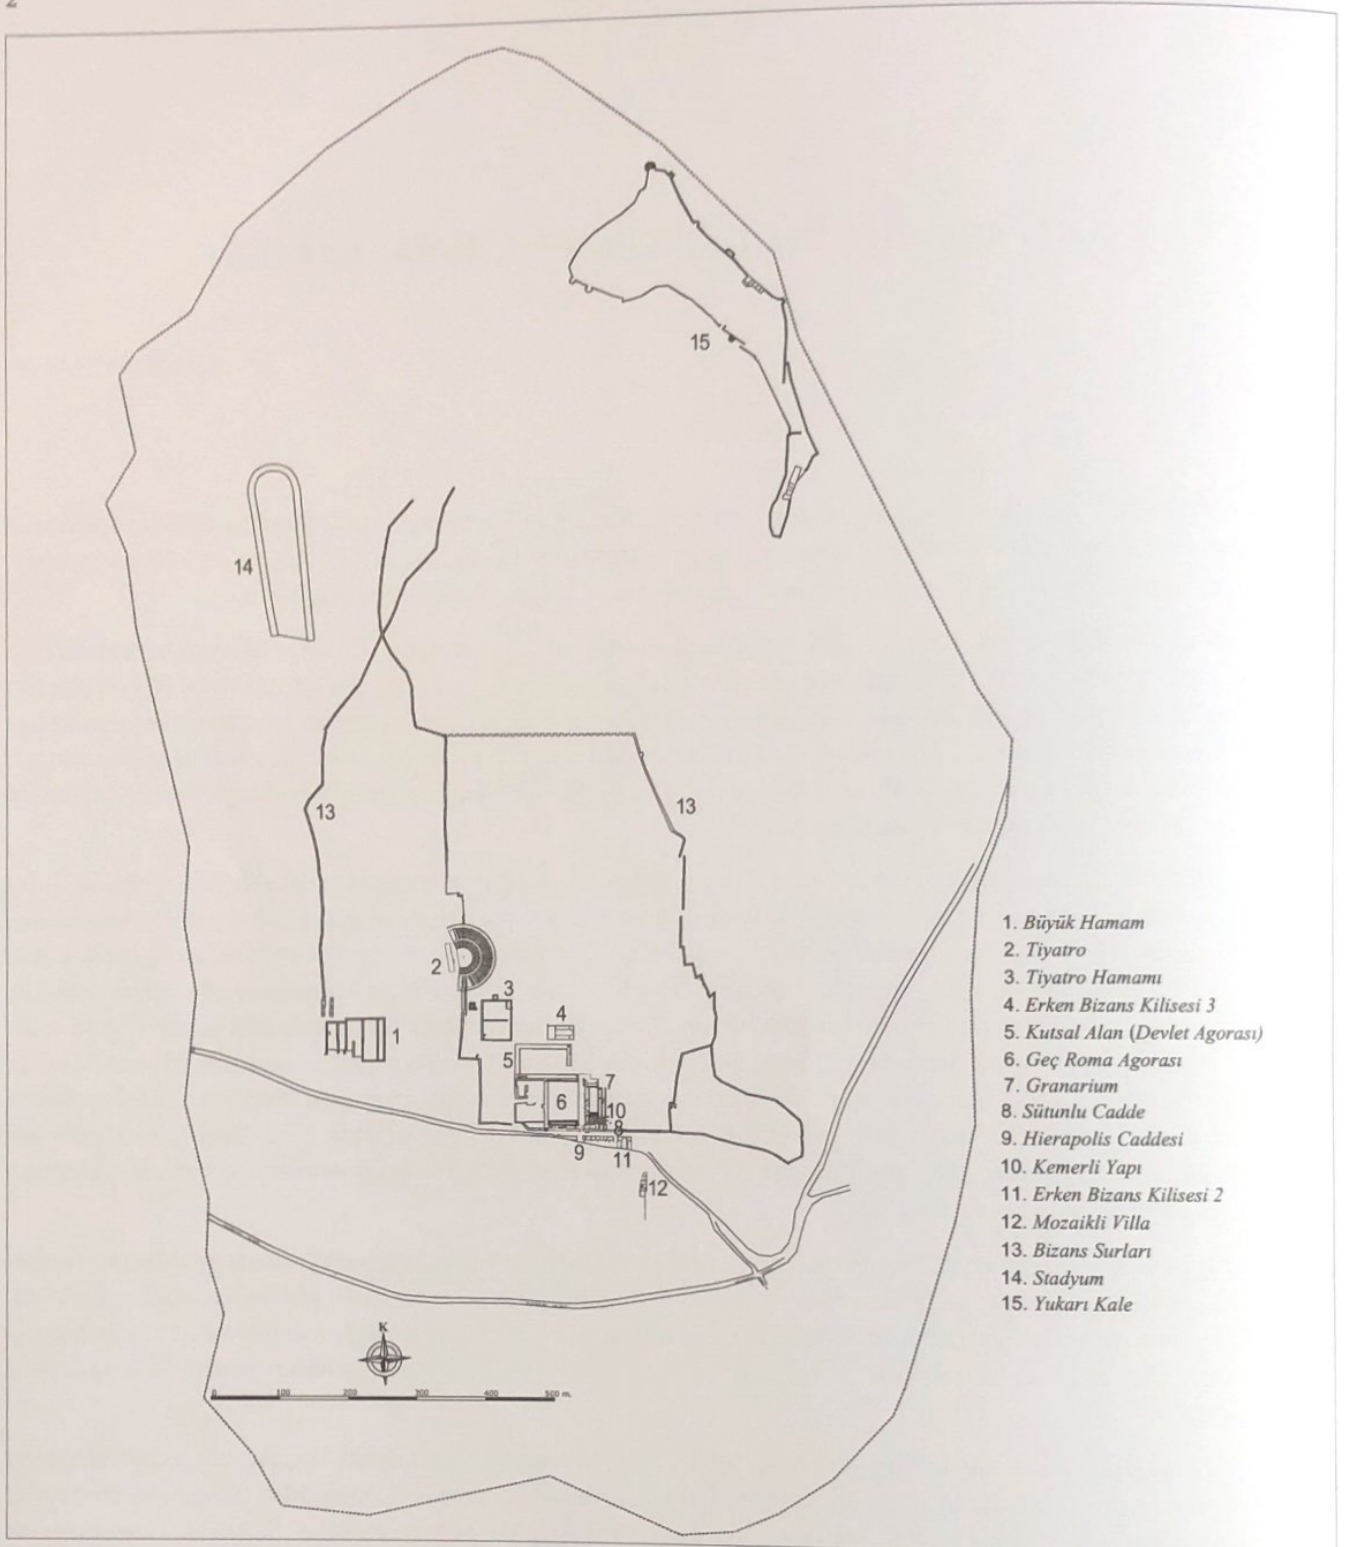 2
15
14
13
13
2
3
4
1
5
7
6
10
8
9
11
12
1. Büyük Hamam
2. Tiyatro
3. Tiyatro Hamamı
4. Erken Bizans Kilisesi 3
5. Kutsal Alan (Devlet Agorası)
6. Geç Roma Agorası
7. Granarium
8. Sütunlu Cadde
9. Hierapolis Caddesi
10. Kemerli Yapı
11. Erken Bizans Kilisesi 2
12. Mozaikli Villa
13. Bizans Surları
14. Stadyum
15. Yukarı Kale
K
0 100 200 300 400 500 m.